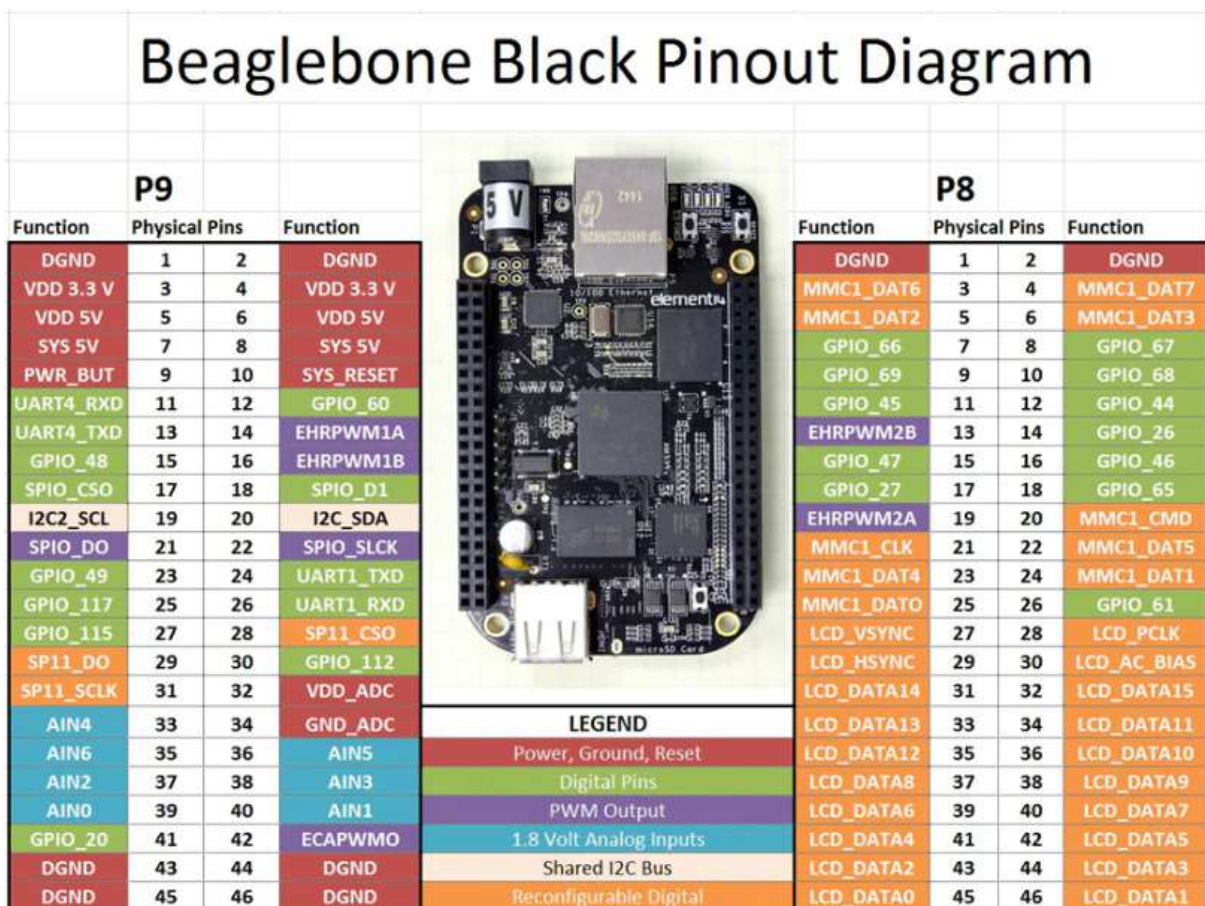 Beaglebone Black Pinout Diagram
P9
P8
Function Physical Pins Function
Function Physical Pins Function
DGND 1 2 DGND
DGND 1 2 DGND
VDD 3.3 V 3 4 VDD 3.3 V
MMC1_DAT6 3 4 MMC1_DAT7
VDD 5V 5 6 VDD 5V
MMC1_DAT2 5 6 MMC1_DAT3
SYS 5V 7 8 SYS 5V
GPIO_66 7 8 GPIO_67
PWR_BUT 9 10 SYS_RESET
GPIO_69 9 10 GPIO_68
UART4_RXD 11 12 GPIO_60
GPIO_45 11 12 GPIO_44
UART4_TXD 13 14 EHRPWM1A
EHRPWM2B 13 14 GPIO_26
GPIO_48 15 16 EHRPWM1B
GPIO_47 15 16 GPIO_46
SPIO_CSO 17 18 SPIO_D1
GPIO_27 17 18 GPIO_65
I2C2_SCL 19 20 I2C_SDA
EHRPWM2A 19 20 MMC1_CMD
SPIO_DO 21 22 SPIO_SLCK
MMC1_CLK 21 22 MMC1_DAT5
GPIO_49 23 24 UART1_TXD
MMC1_DAT4 23 24 MMC1_DAT1
GPIO_117 25 26 UART1_RXD
MMC1_DATO 25 26 GPIO_61
GPIO_115 27 28 SP11_CSO
LCD_VSYNC 27 28 LCD_PCLK
SP11_DO 29 30 GPIO_112
LCD_HSYNC 29 30 LCD_AC_BIAS
SP11_SCLK 31 32 VDD_ADC
LCD_DATA14 31 32 LCD_DATA15
AIN4 33 34 GND_ADC
LCD_DATA13 33 34 LCD_DATA11
AIN6 35 36 AIN5
LCD_DATA12 35 36 LCD_DATA10
AIN2 37 38 AIN3
LCD_DATA8 37 38 LCD_DATA9
AIN0 39 40 AIN1
LCD_DATA6 39 40 LCD_DATA7
GPIO_20 41 42 ECAPWMO
LCD_DATA4 41 42 LCD_DATA5
DGND 43 44 DGND
LCD_DATA2 43 44 LCD_DATA3
DGND 45 46 DGND
LCD_DATA0 45 46 LCD_DATA1
5 V
1442
10/100 Ethernet
element14
microSD Card
LEGEND
Power, Ground, Reset
Digital Pins
PWM Output
1.8 Volt Analog Inputs
Shared I2C Bus
Reconfigurable Digital